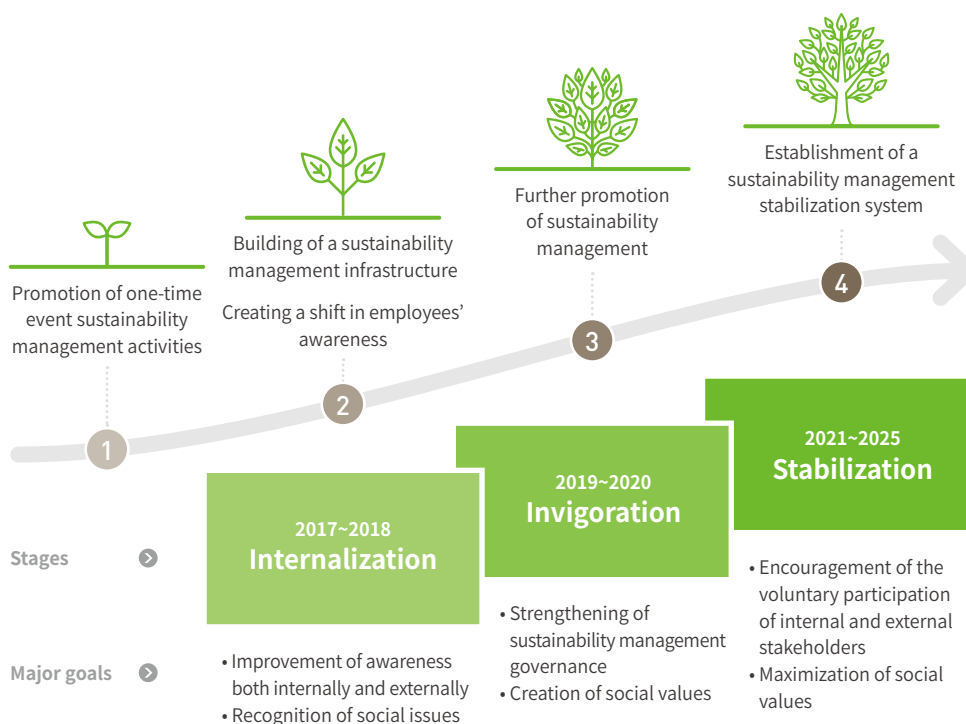 Promotion of one-time
event sustainability
management activities
1
Building of a sustainability
management infrastructure
Creating a shift in employees’
awareness
2
Further promotion
of sustainability
management
3
Establishment of a
sustainability management
stabilization system
4
Stages
2017~2018
Internalization
2019~2020
Invigoration
2021~2025
Stabilization
Major goals
• Improvement of awareness
both internally and externally
• Recognition of social issues
• Strengthening of
sustainability management
governance
• Creation of social values
• Encouragement of the
voluntary participation
of internal and external
stakeholders
• Maximization of social
values